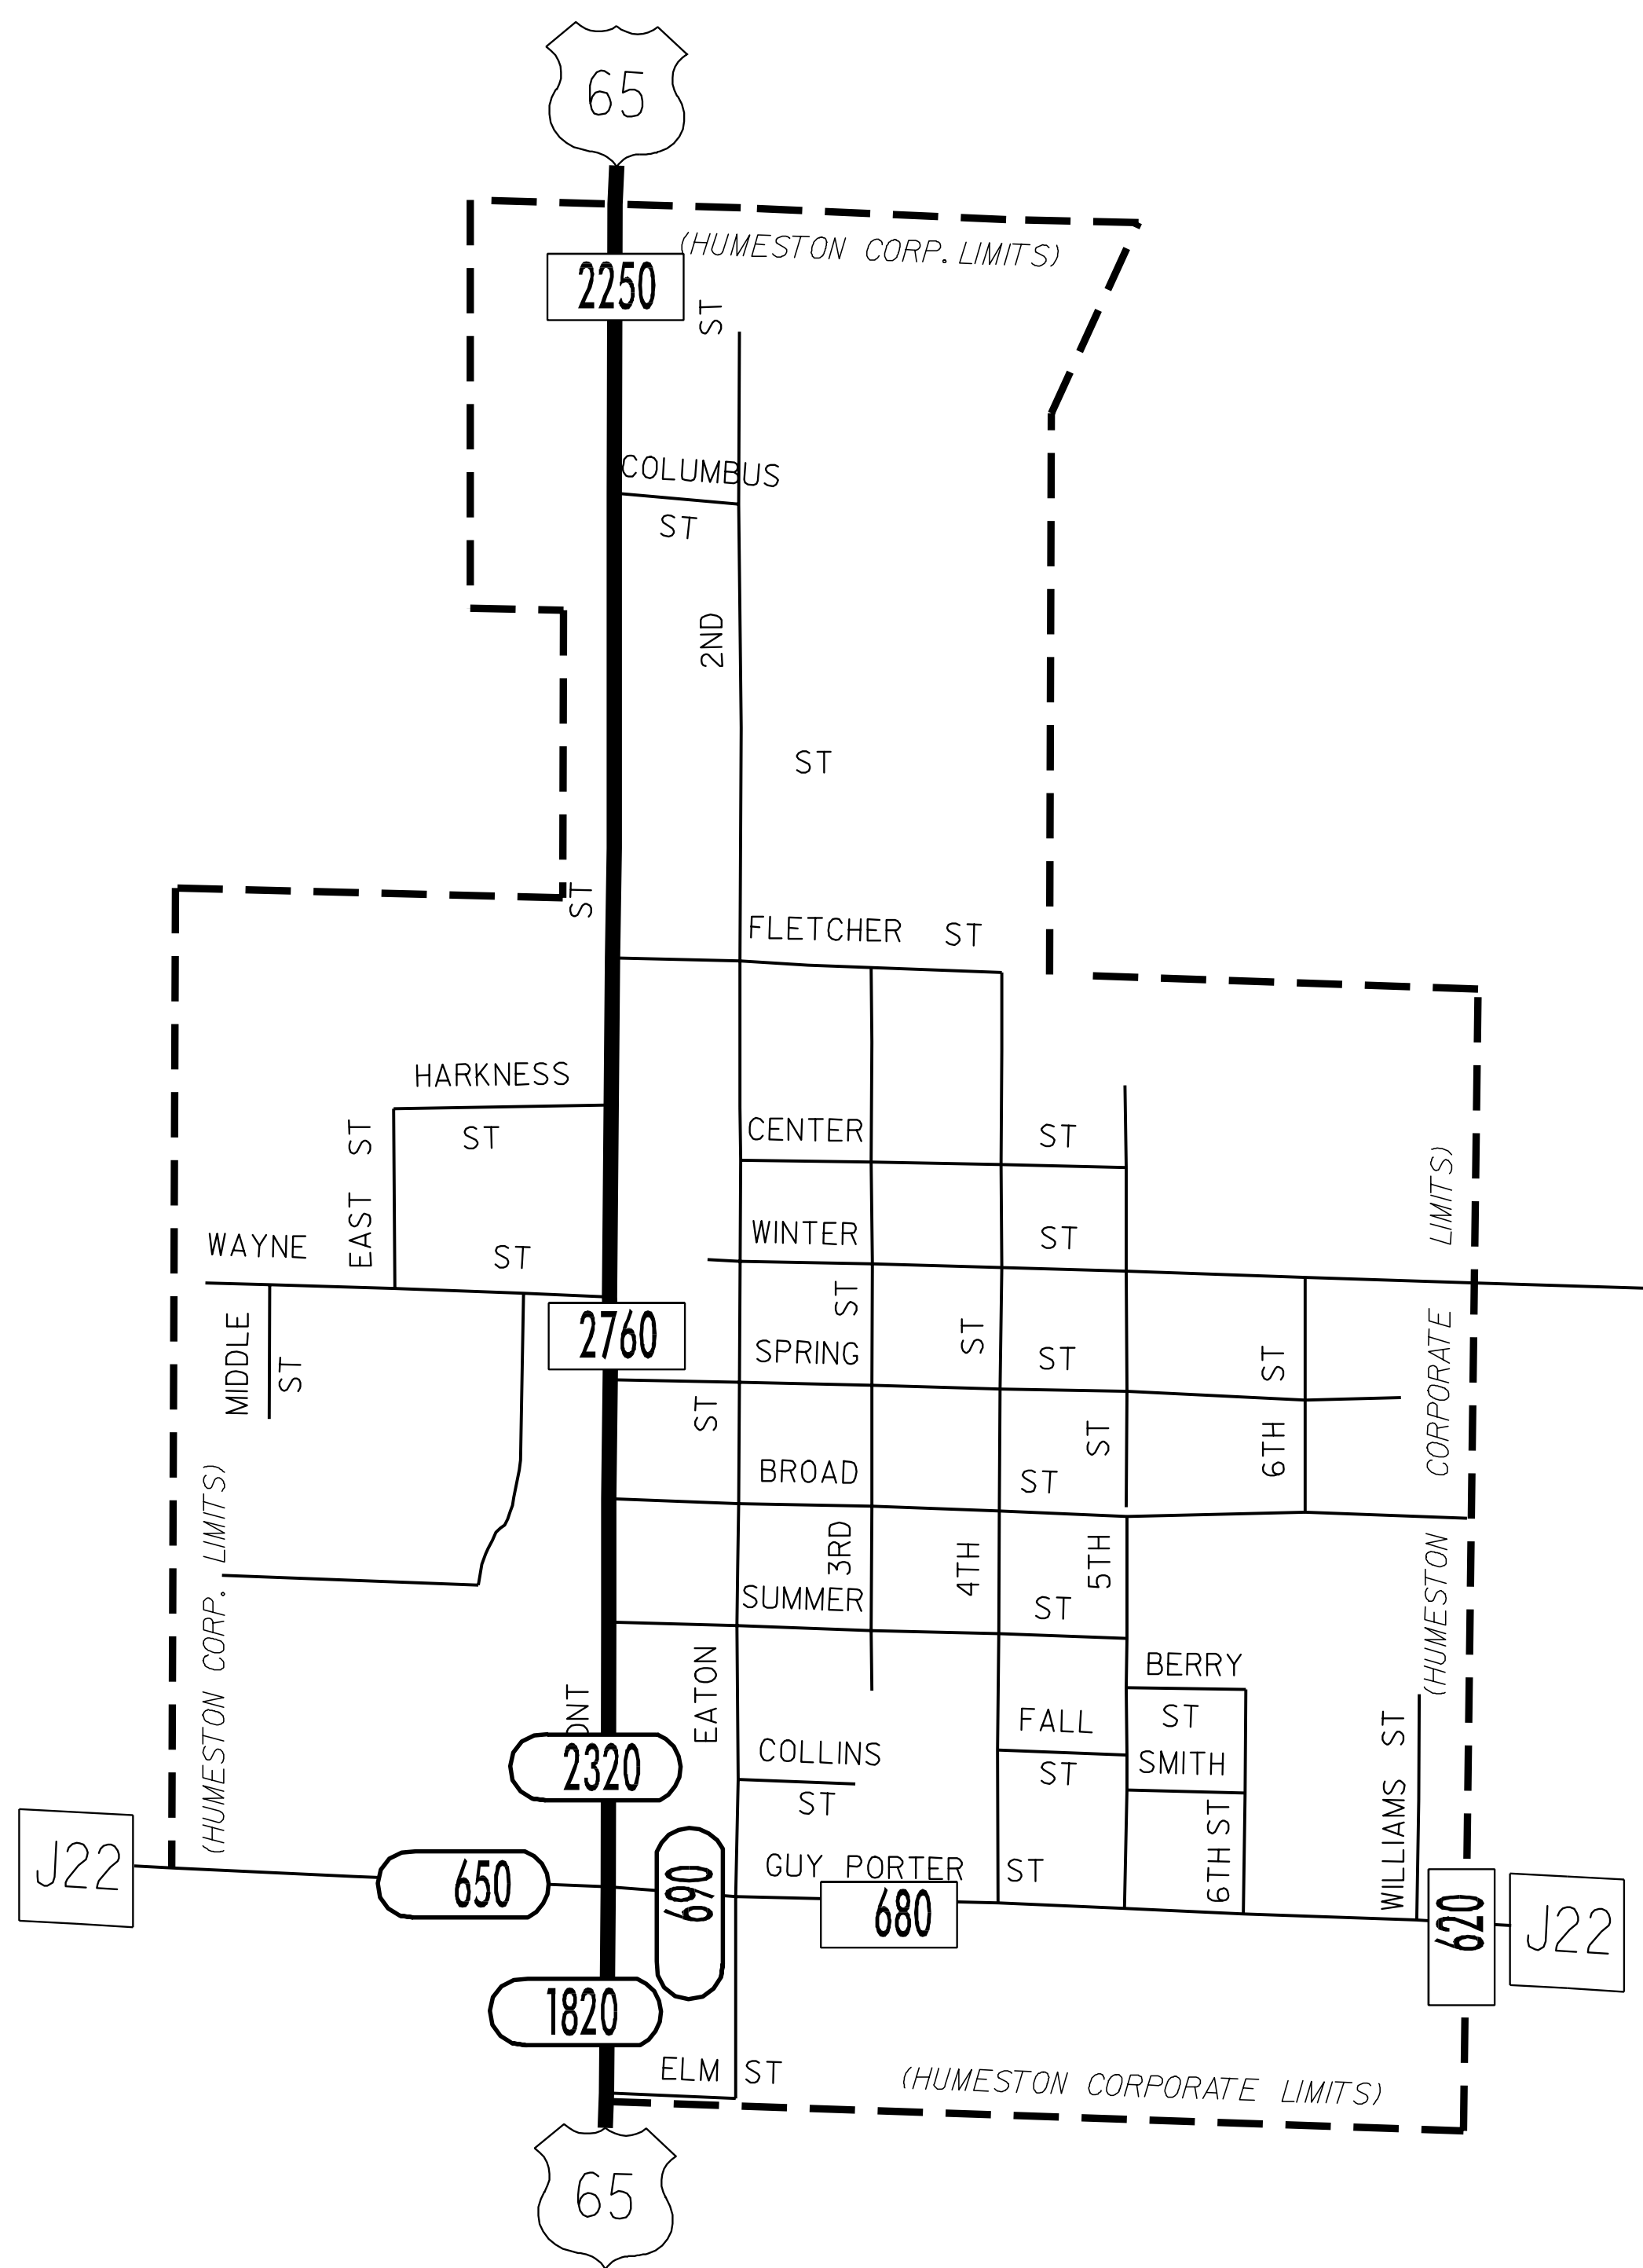 65
(HUMESTON CORP. LIMITS)
2250
ST
COLUMBUS
ST
2ND
ST
ST
FLETCHER ST
HARKNESS
ST
EAST ST
CENTER ST
WAYNE ST
WINTER ST
MIDDLE ST
2760
ST
ST
SPRING ST
ST
6TH ST
(HUMESTON CORPORATE LIMITS)
BROAD ST
5TH ST
3RD
4TH
SUMMER ST
(HUMESTON CORP. LIMITS)
EATON
BERRY
ST
FALL
ST
SMITH
COLLINS
ST
2320
WILLIAMS ST
6TH ST
J22
650
690
GUY PORTER ST
680
620
J22
1820
ELM ST
(HUMESTON CORPORATE LIMITS)
65